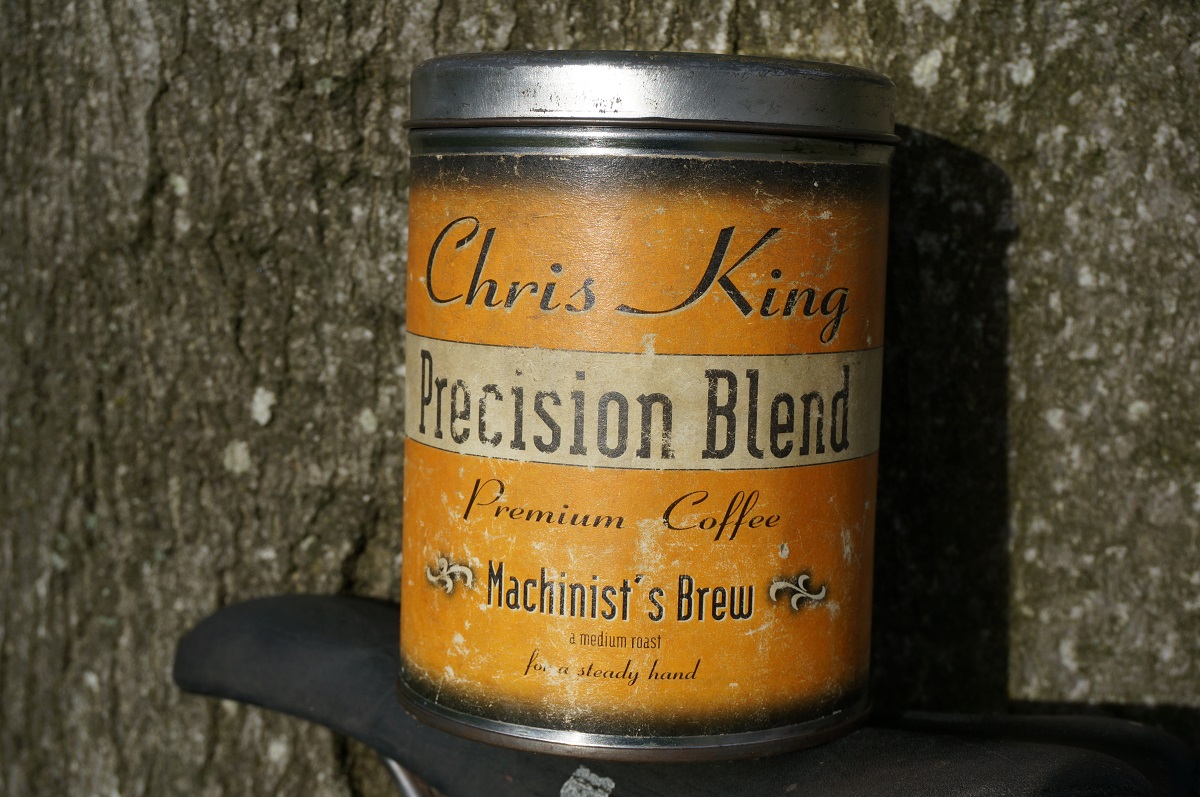 Chris King
Precision Blend
Premium Coffee
Machinist's Brew
a medium roast
for a steady hand